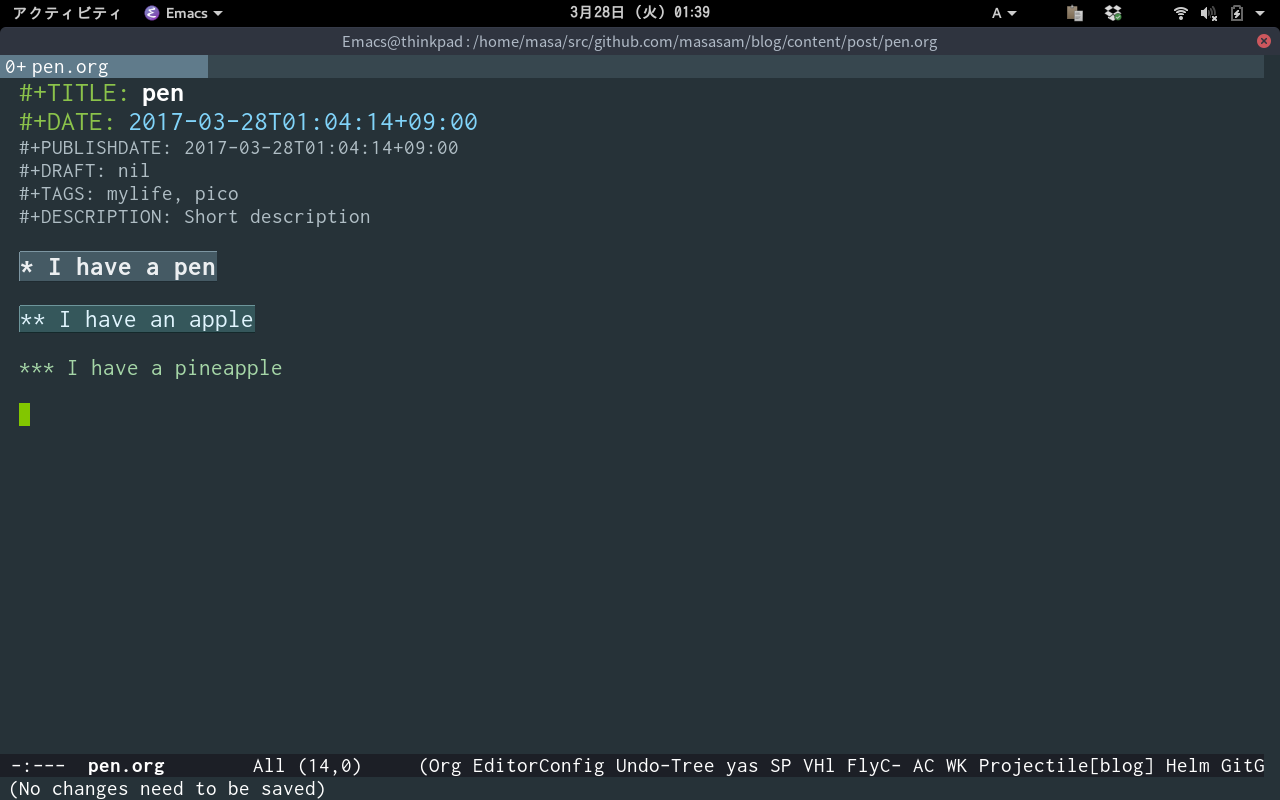 アクティビティ Emacs 3月28日 (火) 01:39 A
Emacs@thinkpad : /home/masa/src/github.com/masasam/blog/content/post/pen.org
0+ pen.org
#+TITLE: pen
#+DATE: 2017-03-28T01:04:14+09:00
#+PUBLISHDATE: 2017-03-28T01:04:14+09:00
#+DRAFT: nil
#+TAGS: mylife, pico
#+DESCRIPTION: Short description
* I have a pen
** I have an apple
*** I have a pineapple
-:--- pen.org All (14,0) (Org EditorConfig Undo-Tree yas SP VHl FlyC- AC WK Projectile[blog] Helm GitG
(No changes need to be saved)